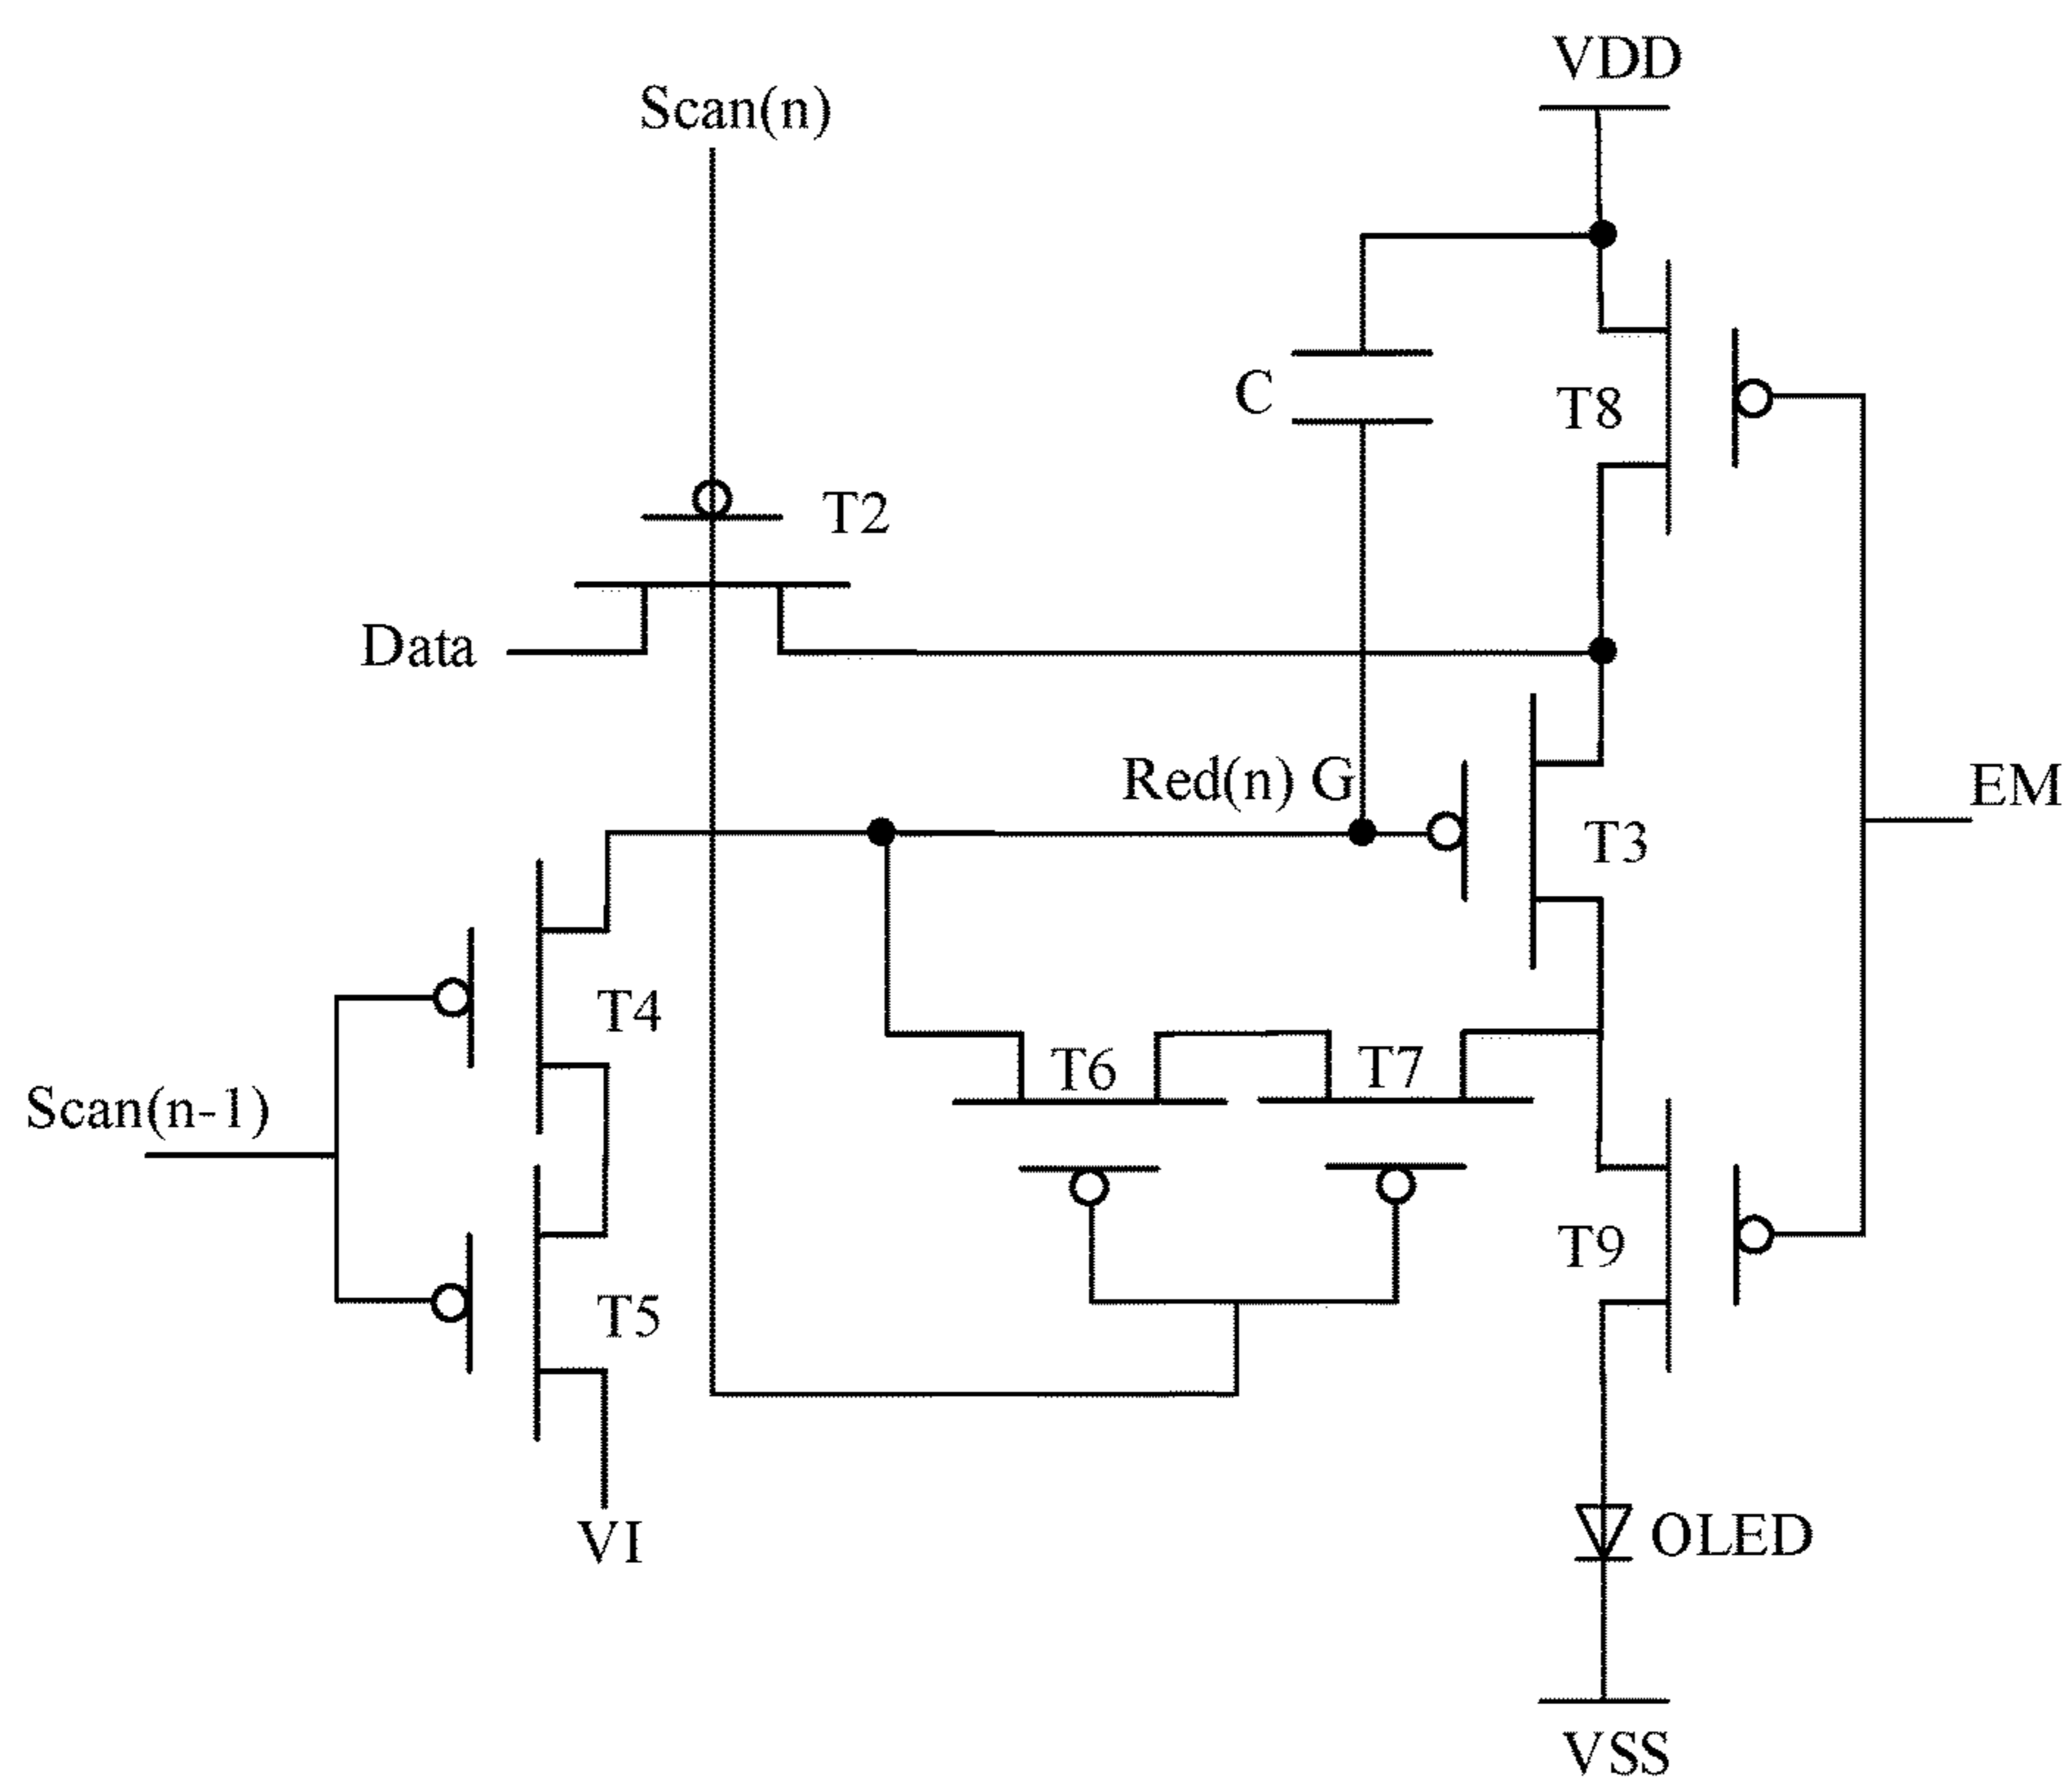 VDD
Scan(n)
C
T8
T2
Data
Red(n) G
EM
T3
T4
T6
T7
Scan(n-1)
T9
T5
OLED
VI
VSS